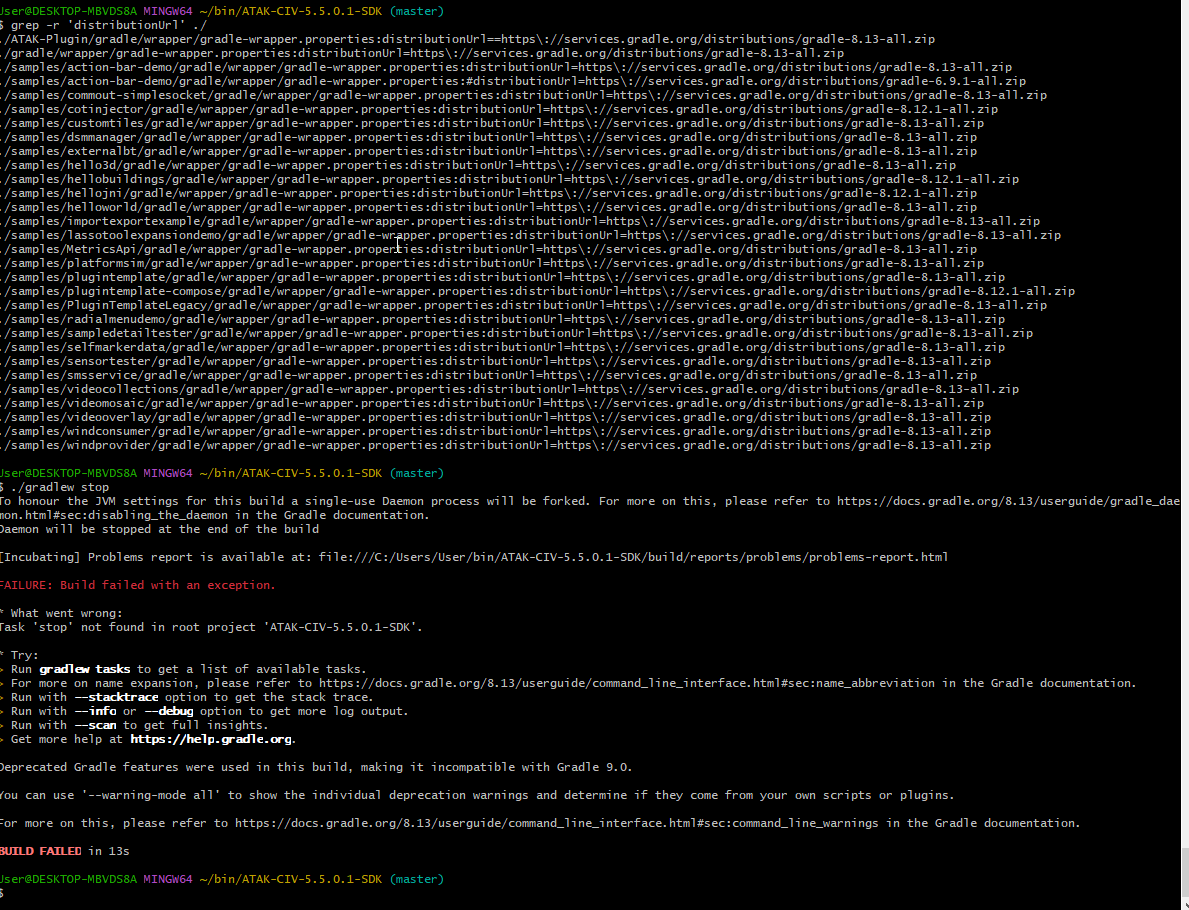 User@DESKTOP-MBVDS8A MINGW64 ~/bin/ATAK-CIV-5.5.0.1-SDK (master)
$ grep -r 'distributionUrl' ./
./ATAK-Plugin/gradle/wrapper/gradle-wrapper.properties:distributionUrl==https\://services.gradle.org/distributions/gradle-8.13-all.zip
./gradle/wrapper/gradle-wrapper.properties:distributionUrl=https\://services.gradle.org/distributions/gradle-8.13-all.zip
./samples/action-bar-demo/gradle/wrapper/gradle-wrapper.properties:distributionUrl=https\://services.gradle.org/distributions/gradle-8.13-all.zip
./samples/action-bar-demo/gradle/wrapper/gradle-wrapper.properties:#distributionUrl=https\://services.gradle.org/distributions/gradle-6.9.1-all.zip
./samples/commout-simplesocket/gradle/wrapper/gradle-wrapper.properties:distributionUrl=https\://services.gradle.org/distributions/gradle-8.13-all.zip
./samples/cotinjector/gradle/wrapper/gradle-wrapper.properties:distributionUrl=https\://services.gradle.org/distributions/gradle-8.12.1-all.zip
./samples/customtiles/gradle/wrapper/gradle-wrapper.properties:distributionUrl=https\://services.gradle.org/distributions/gradle-8.13-all.zip
./samples/dsmmanager/gradle/wrapper/gradle-wrapper.properties:distributionUrl=https\://services.gradle.org/distributions/gradle-8.13-all.zip
./samples/externalbt/gradle/wrapper/gradle-wrapper.properties:distributionUrl=https\://services.gradle.org/distributions/gradle-8.13-all.zip
./samples/hello3d/gradle/wrapper/gradle-wrapper.properties:distributionUrl=https\://services.gradle.org/distributions/gradle-8.13-all.zip
./samples/hellobuildings/gradle/wrapper/gradle-wrapper.properties:distributionUrl=https\://services.gradle.org/distributions/gradle-8.12.1-all.zip
./samples/hellojni/gradle/wrapper/gradle-wrapper.properties:distributionUrl=https\://services.gradle.org/distributions/gradle-8.12.1-all.zip
./samples/helloworld/gradle/wrapper/gradle-wrapper.properties:distributionUrl=https\://services.gradle.org/distributions/gradle-8.13-all.zip
./samples/importexportexample/gradle/wrapper/gradle-wrapper.properties:distributionUrl=https\://services.gradle.org/distributions/gradle-8.13-all.zip
./samples/lassotoolexpansiondemo/gradle/wrapper/gradle-wrapper.properties:distributionUrl=https\://services.gradle.org/distributions/gradle-8.13-all.zip
./samples/MetricsApi/gradle/wrapper/gradle-wrapper.properties:distributionUrl=https\://services.gradle.org/distributions/gradle-8.13-all.zip
./samples/platformsim/gradle/wrapper/gradle-wrapper.properties:distributionUrl=https\://services.gradle.org/distributions/gradle-8.13-all.zip
./samples/plugintemplate/gradle/wrapper/gradle-wrapper.properties:distributionUrl=https\://services.gradle.org/distributions/gradle-8.13-all.zip
./samples/plugintemplate-compose/gradle/wrapper/gradle-wrapper.properties:distributionUrl=https\://services.gradle.org/distributions/gradle-8.12.1-all.zip
./samples/PluginTemplateLegacy/gradle/wrapper/gradle-wrapper.properties:distributionUrl=https\://services.gradle.org/distributions/gradle-8.13-all.zip
./samples/radialmenudemo/gradle/wrapper/gradle-wrapper.properties:distributionUrl=https\://services.gradle.org/distributions/gradle-8.13-all.zip
./samples/sampledetailtester/gradle/wrapper/gradle-wrapper.properties:distributionUrl=https\://services.gradle.org/distributions/gradle-8.13-all.zip
./samples/selfmarkerdata/gradle/wrapper/gradle-wrapper.properties:distributionUrl=https\://services.gradle.org/distributions/gradle-8.13-all.zip
./samples/sensortester/gradle/wrapper/gradle-wrapper.properties:distributionUrl=https\://services.gradle.org/distributions/gradle-8.13-all.zip
./samples/smsservice/gradle/wrapper/gradle-wrapper.properties:distributionUrl=https\://services.gradle.org/distributions/gradle-8.13-all.zip
./samples/videocollections/gradle/wrapper/gradle-wrapper.properties:distributionUrl=https\://services.gradle.org/distributions/gradle-8.13-all.zip
./samples/videomosaic/gradle/wrapper/gradle-wrapper.properties:distributionUrl=https\://services.gradle.org/distributions/gradle-8.13-all.zip
./samples/videooverlay/gradle/wrapper/gradle-wrapper.properties:distributionUrl=https\://services.gradle.org/distributions/gradle-8.13-all.zip
./samples/windconsumer/gradle/wrapper/gradle-wrapper.properties:distributionUrl=https\://services.gradle.org/distributions/gradle-8.13-all.zip
./samples/windprovider/gradle/wrapper/gradle-wrapper.properties:distributionUrl=https\://services.gradle.org/distributions/gradle-8.13-all.zip
User@DESKTOP-MBVDS8A MINGW64 ~/bin/ATAK-CIV-5.5.0.1-SDK (master)
$ ./gradlew stop
To honour the JVM settings for this build a single-use Daemon process will be forked. For more on this, please refer to https://docs.gradle.org/8.13/userguide/gradle_dae
mon.html#sec:disabling_the_daemon in the Gradle documentation.
Daemon will be stopped at the end of the build
[Incubating] Problems report is available at: file:///C:/Users/User/bin/ATAK-CIV-5.5.0.1-SDK/build/reports/problems/problems-report.html
FAILURE: Build failed with an exception.
* What went wrong:
Task 'stop' not found in root project 'ATAK-CIV-5.5.0.1-SDK'.
* Try:
> Run gradlew tasks to get a list of available tasks.
> For more on name expansion, please refer to https://docs.gradle.org/8.13/userguide/command_line_interface.html#sec:name_abbreviation in the Gradle documentation.
> Run with --stacktrace option to get the stack trace.
> Run with --info or --debug option to get more log output.
> Run with --scan to get full insights.
> Get more help at https://help.gradle.org.
Deprecated Gradle features were used in this build, making it incompatible with Gradle 9.0.
You can use '--warning-mode all' to show the individual deprecation warnings and determine if they come from your own scripts or plugins.
For more on this, please refer to https://docs.gradle.org/8.13/userguide/command_line_interface.html#sec:command_line_warnings in the Gradle documentation.
BUILD FAILED in 13s
User@DESKTOP-MBVDS8A MINGW64 ~/bin/ATAK-CIV-5.5.0.1-SDK (master)
$